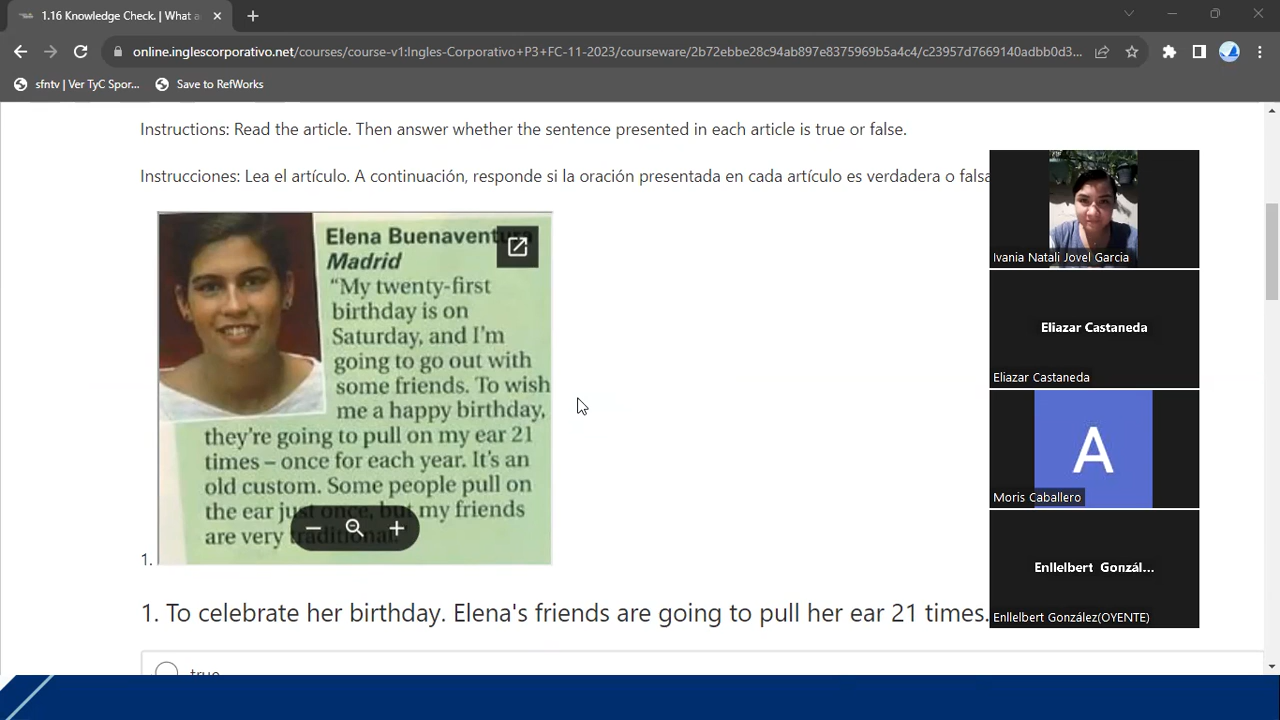 1.16 Knowledge Check. | What a
online.inglescorporativo.net/courses/course-v1:Ingles-Corporativo+P3+FC-11-2023/courseware/2b72ebbe28c94ab897e8375969b5a4c4/c23957d7669140adbb0d3...
sfntv | Ver TyC Spor...
Save to RefWorks
Instructions: Read the article. Then answer whether the sentence presented in each article is true or false.
Instrucciones: Lea el artículo. A continuación, responde si la oración presentada en cada artículo es verdadera o falsa
Elena Buenaventura
Madrid
"My twenty-first
birthday is on
Saturday, and I'm
going to go out with
some friends. To wish
me a happy birthday,
they're going to pull on my ear 21
times – once for each year. It's an
old custom. Some people pull on
the ear just once, but my friends
are very traditional."
1.
1. To celebrate her birthday. Elena's friends are going to pull her ear 21 times.
true
Ivania Natali Jovel Garcia
Eliazar Castaneda
Eliazar Castaneda
A
Moris Caballero
Enllelbert Gonzál...
Enllelbert González(OYENTE)